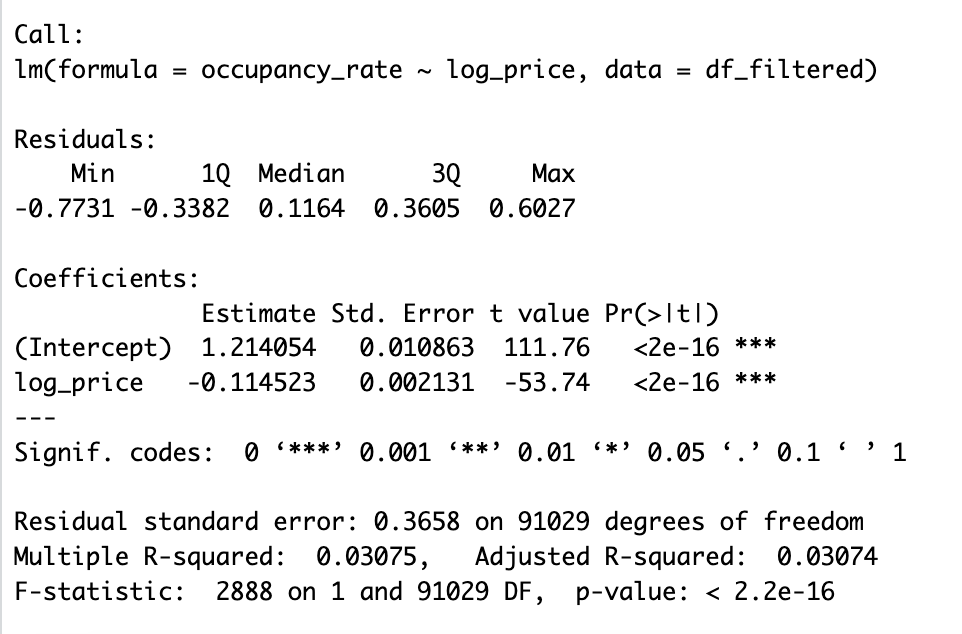 Call:
lm(formula = occupancy_rate ~ log_price, data = df_filtered)
Residuals:
    Min      1Q  Median      3Q     Max
-0.7731 -0.3382  0.1164  0.3605  0.6027
Coefficients:
             Estimate Std. Error t value Pr(>|t|)
(Intercept)  1.214054   0.010863  111.76   <2e-16 ***
log_price   -0.114523   0.002131  -53.74   <2e-16 ***
---
Signif. codes:  0 ‘***’ 0.001 ‘**’ 0.01 ‘*’ 0.05 ‘.’ 0.1 ‘ ’ 1
Residual standard error: 0.3658 on 91029 degrees of freedom
Multiple R-squared:  0.03075,   Adjusted R-squared:  0.03074
F-statistic:  2888 on 1 and 91029 DF,  p-value: < 2.2e-16